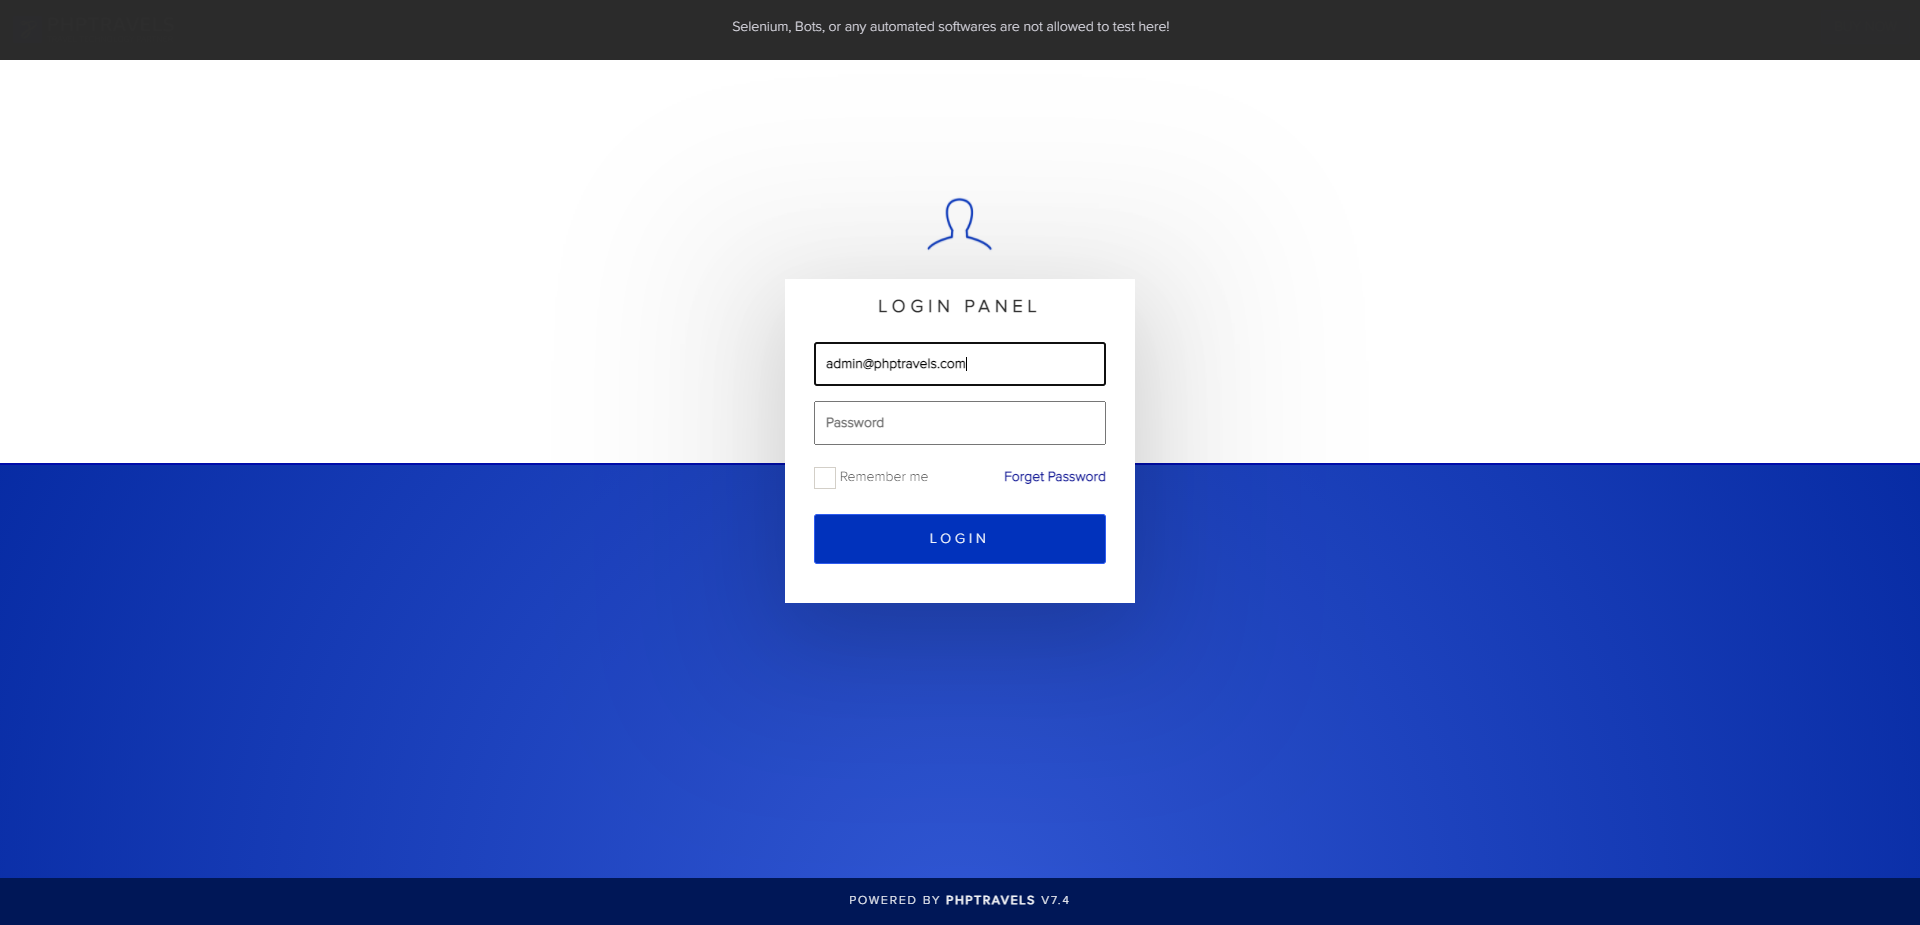 Selenium, Bots, or any automated softwares are not allowed to test here!
LOGIN PANEL
admin@phptravels.com
Password
Remember me Forget Password
LOGIN
POWERED BY PHPTRAVELS V7.4